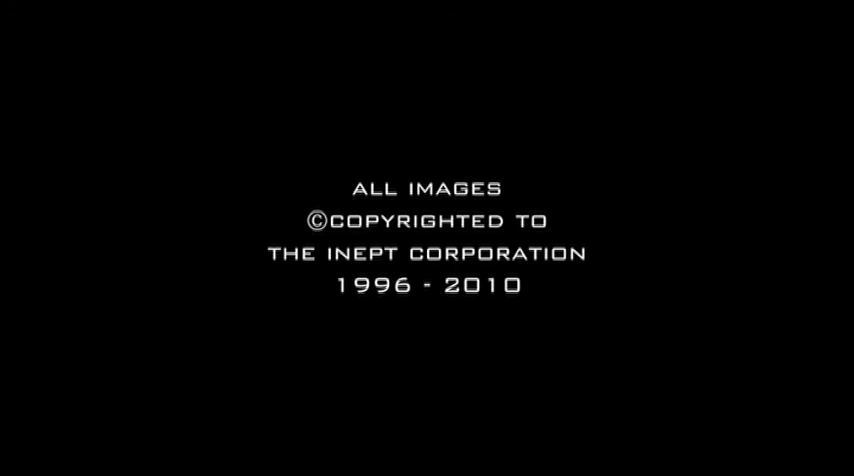 ALL IMAGES
©COPYRIGHTED TO
THE INEPT CORPORATION
1996 - 2010